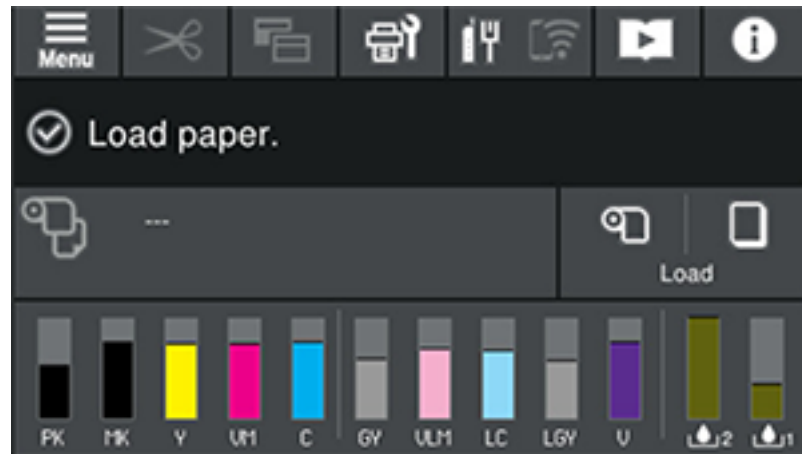 Menu
Load paper.
---
Load
PK MK Y VM C GY VLM LC LGY V 2 1